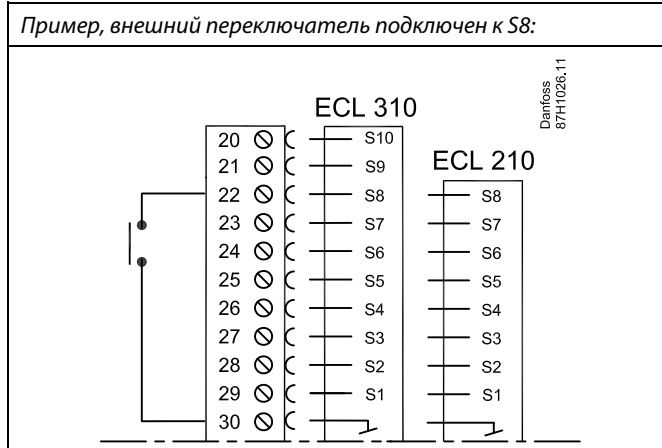 Пример, внешний переключатель подключен к S8:
Danfoss
87H1026.11
ECL 310
ECL 210
20 S10
21 S9
22 S8 S8
23 S7 S7
24 S6 S6
25 S5 S5
26 S4 S4
27 S3 S3
28 S2 S2
29 S1 S1
30